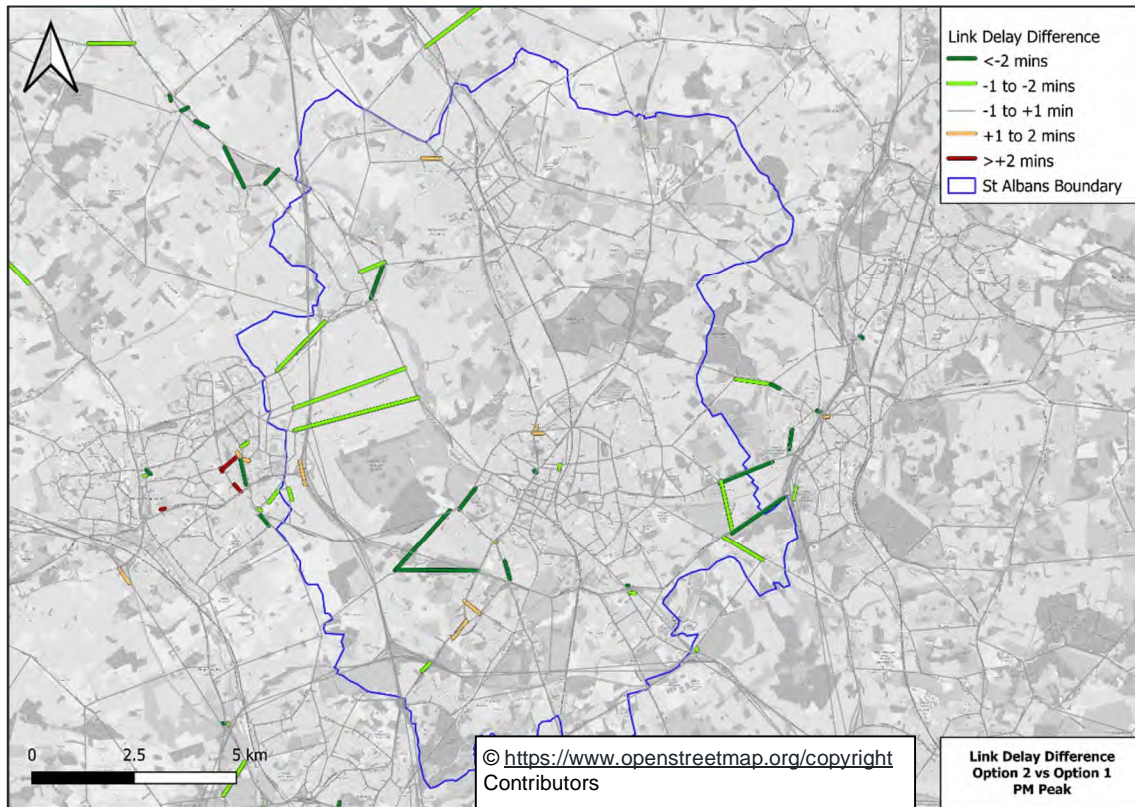 Link Delay Difference
<-2 mins
-1 to -2 mins
-1 to +1 min
+1 to 2 mins
>+2 mins
St Albans Boundary
0 2.5 5 km
© https://www.openstreetmap.org/copyright
Contributors
Link Delay Difference
Option 2 vs Option 1
PM Peak